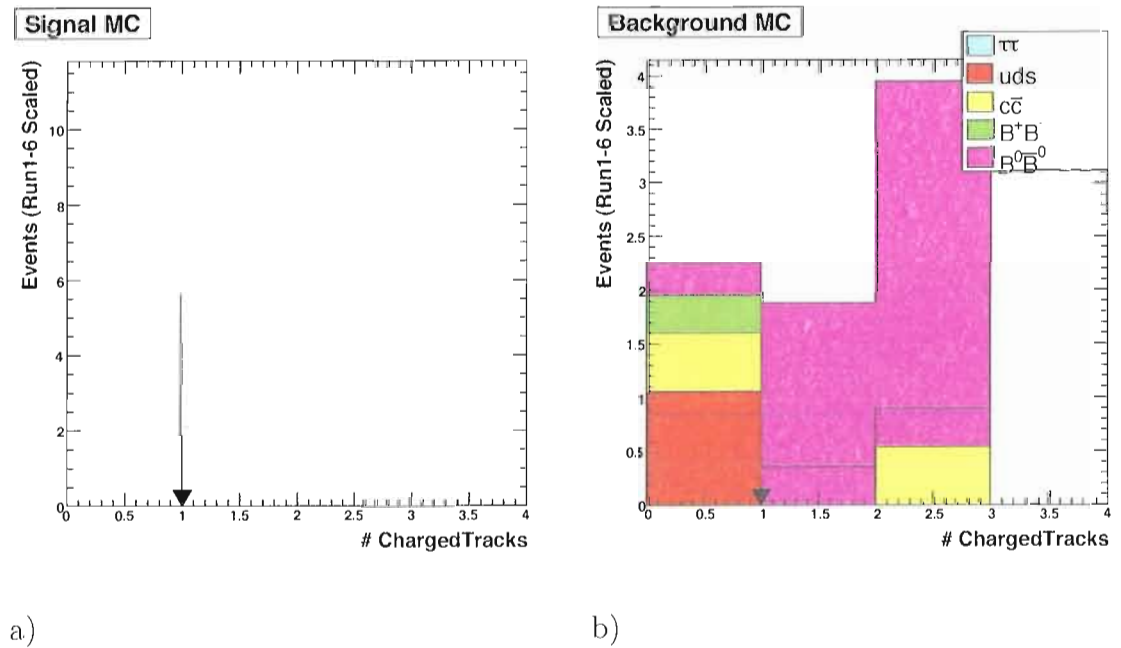 Signal MC
Events (Run1-6 Scaled)
10
8
6
4
2
0
0 0.5 1 1.5 2 2.5 3 3.5 4
# ChargedTracks
a)
Background MC
ττ
uds
cc̅
B⁺B
B⁰B̅⁰
Events (Run1-6 Scaled)
4
3.5
3
2.5
2
1.5
1
0.5
0
0 0.5 1 1.5 2 2.5 3 3.5 4
# ChargedTracks
b)